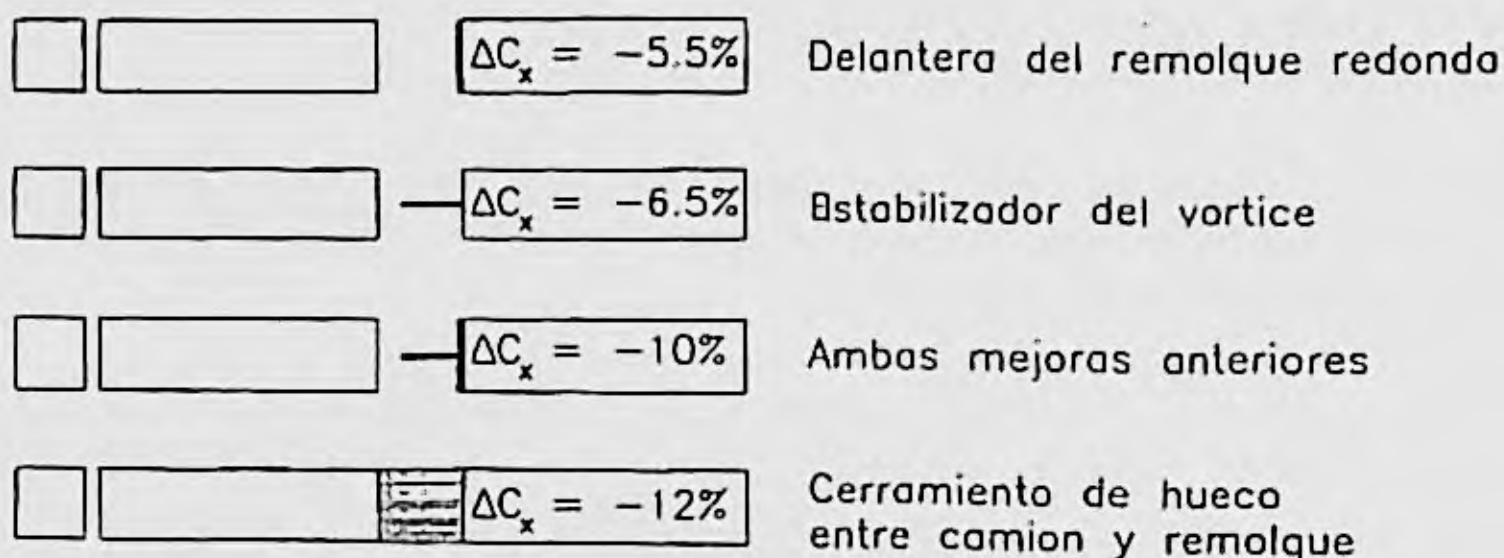 ΔCx = -5.5% Delantera del remolque redonda
ΔCx = -6.5% Estabilizador del vortice
ΔCx = -10% Ambas mejoras anteriores
ΔCx = -12% Cerramiento de hueco
entre camion y remolque